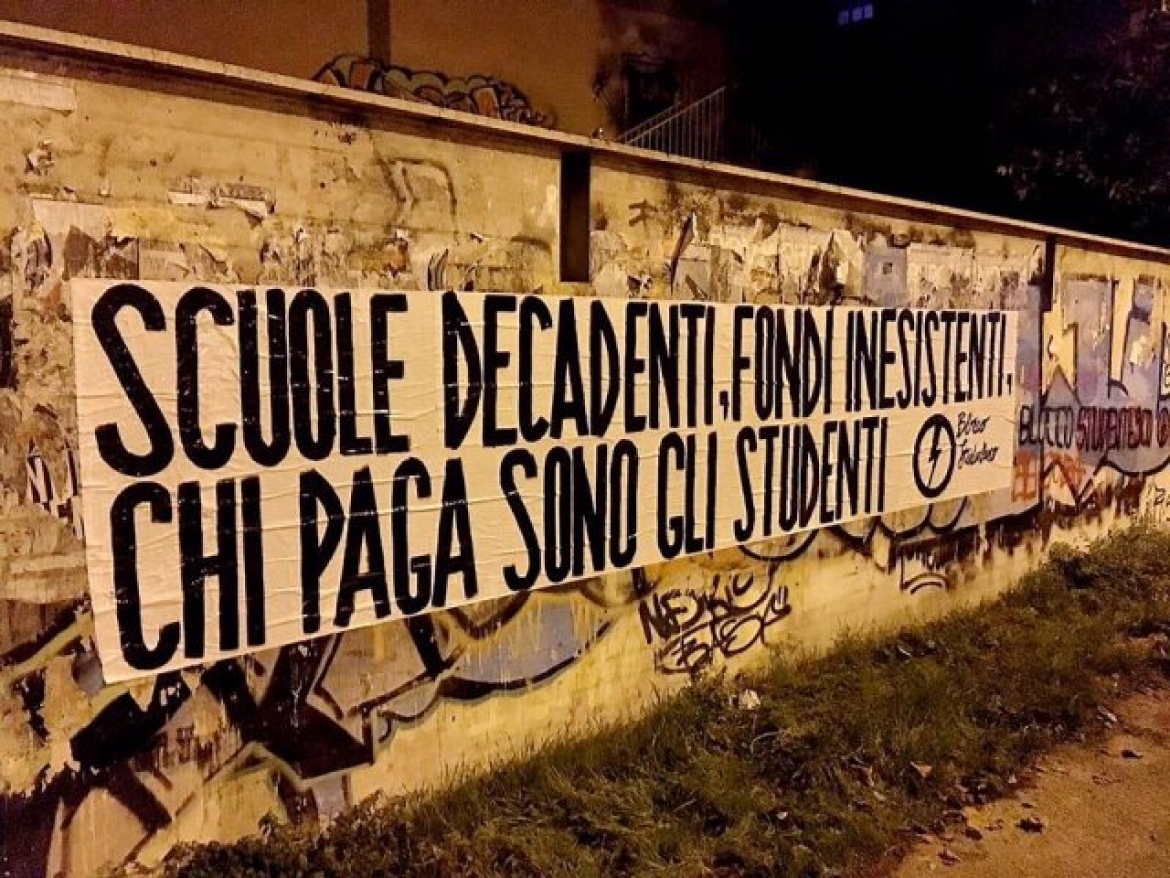 SCUOLE DECADENTI, FONDI INESISTENTI,
CHI PAGA SONO GLI STUDENTI
Blocco
Studentesco
BLOCCO STUDENTESCO